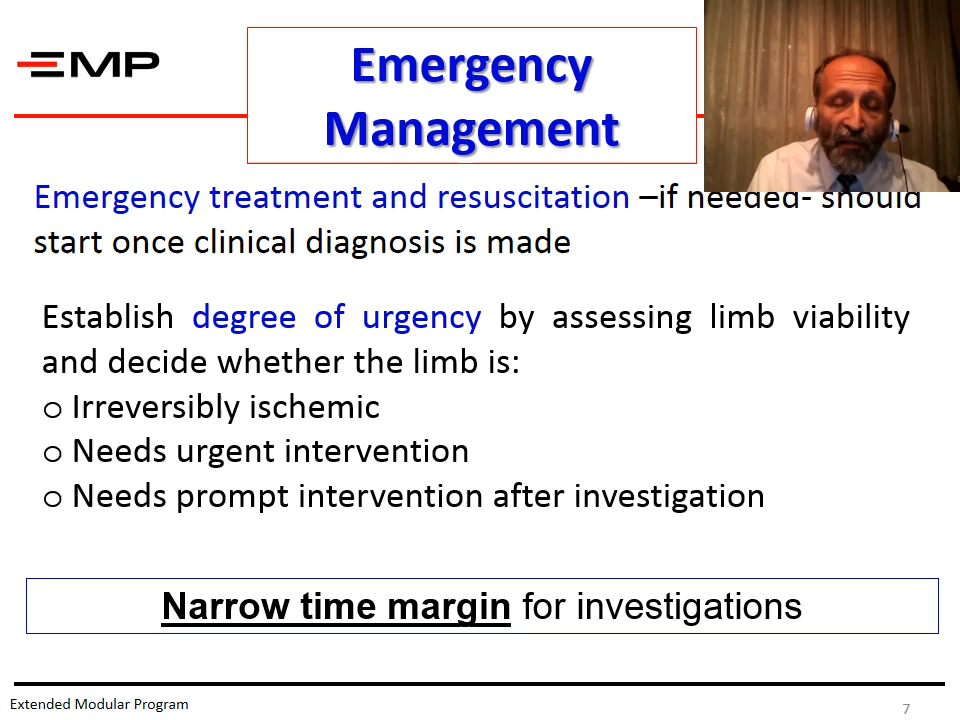 EMP
Emergency
Management
Emergency treatment and resuscitation –if needed- should
start once clinical diagnosis is made
Establish degree of urgency by assessing limb viability
and decide whether the limb is:
o Irreversibly ischemic
o Needs urgent intervention
o Needs prompt intervention after investigation
Narrow time margin for investigations
Extended Modular Program
7